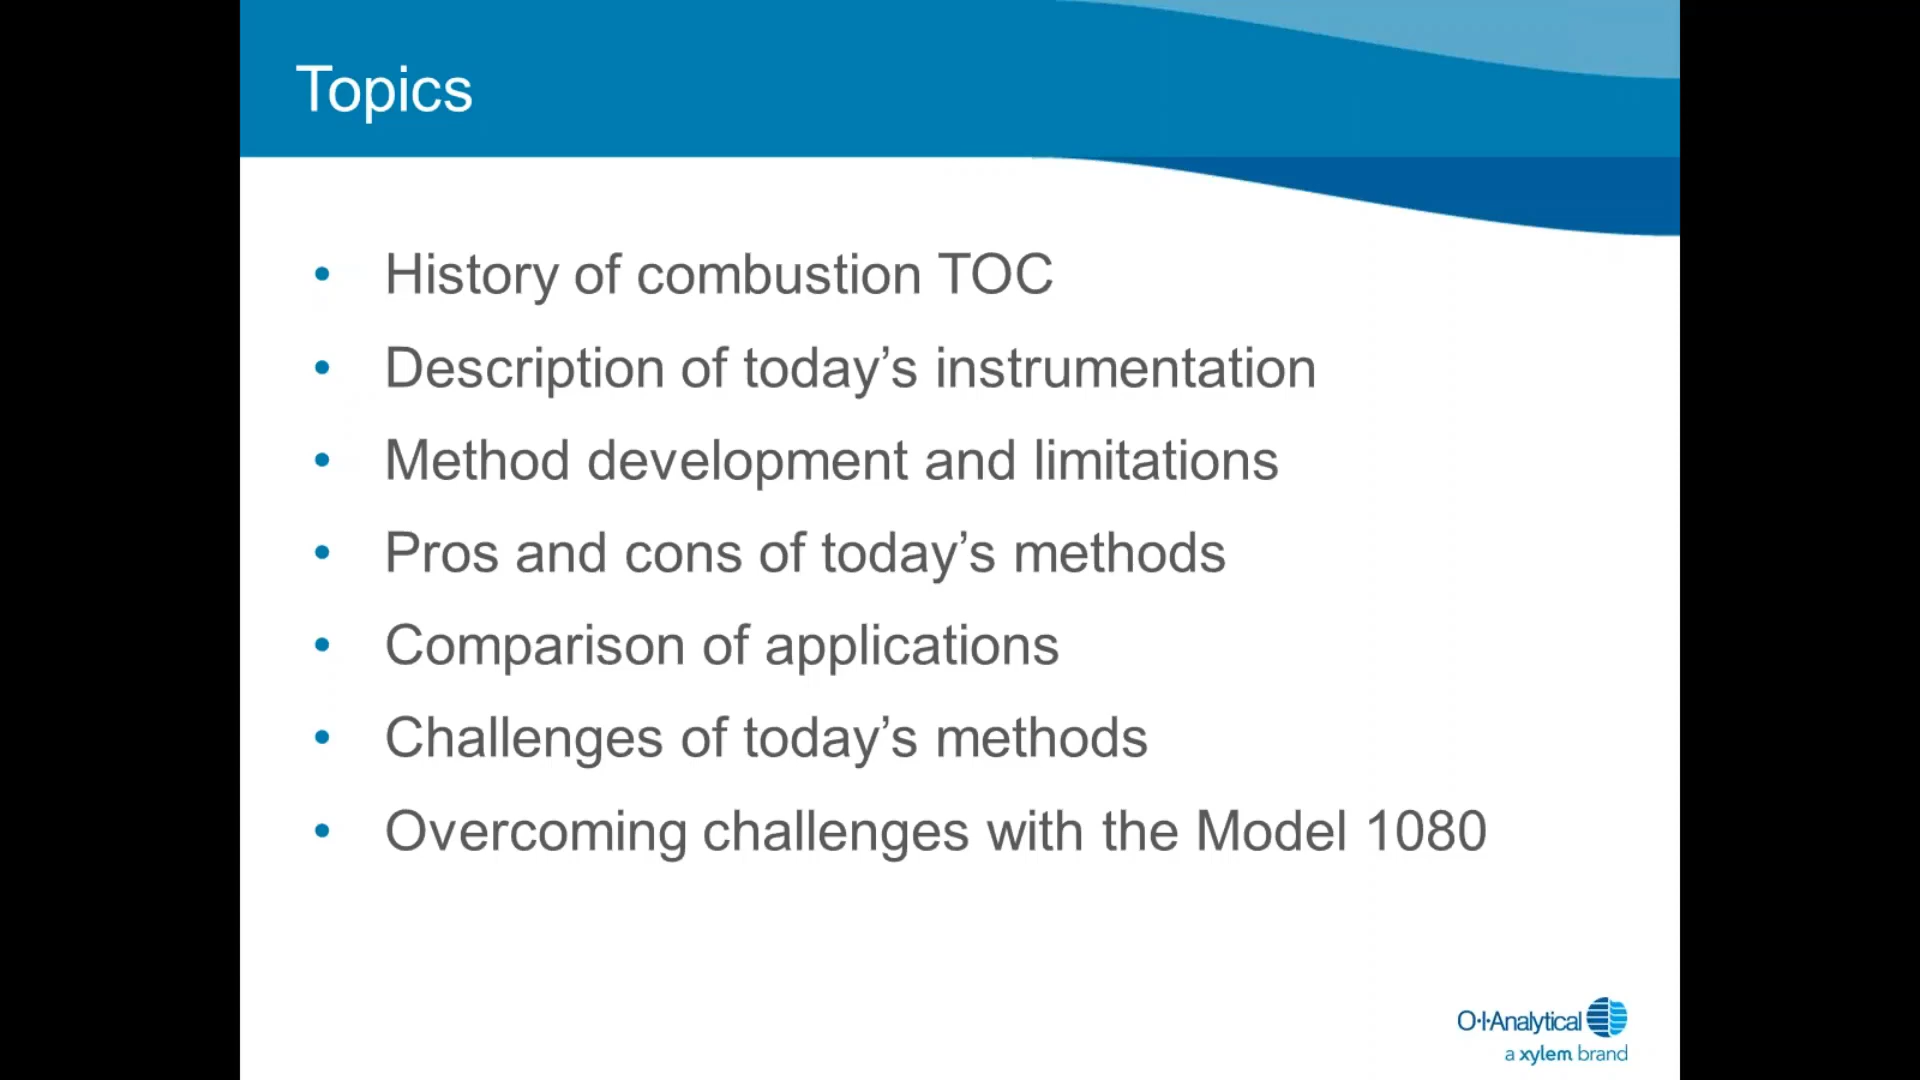 Topics
• History of combustion TOC
• Description of today’s instrumentation
• Method development and limitations
• Pros and cons of today’s methods
• Comparison of applications
• Challenges of today’s methods
• Overcoming challenges with the Model 1080
O·I·Analytical
a xylem brand